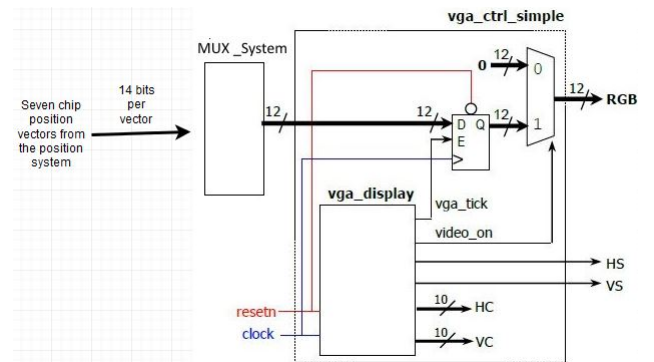 vga_ctrl_simple
MUX _System
Seven chip
position
vectors from
the position
system
14 bits
per
vector
12
12
D Q
E
12
0
12
0
1
12
RGB
vga_display
vga_tick
video_on
HS
VS
resetn
clock
10
HC
10
VC